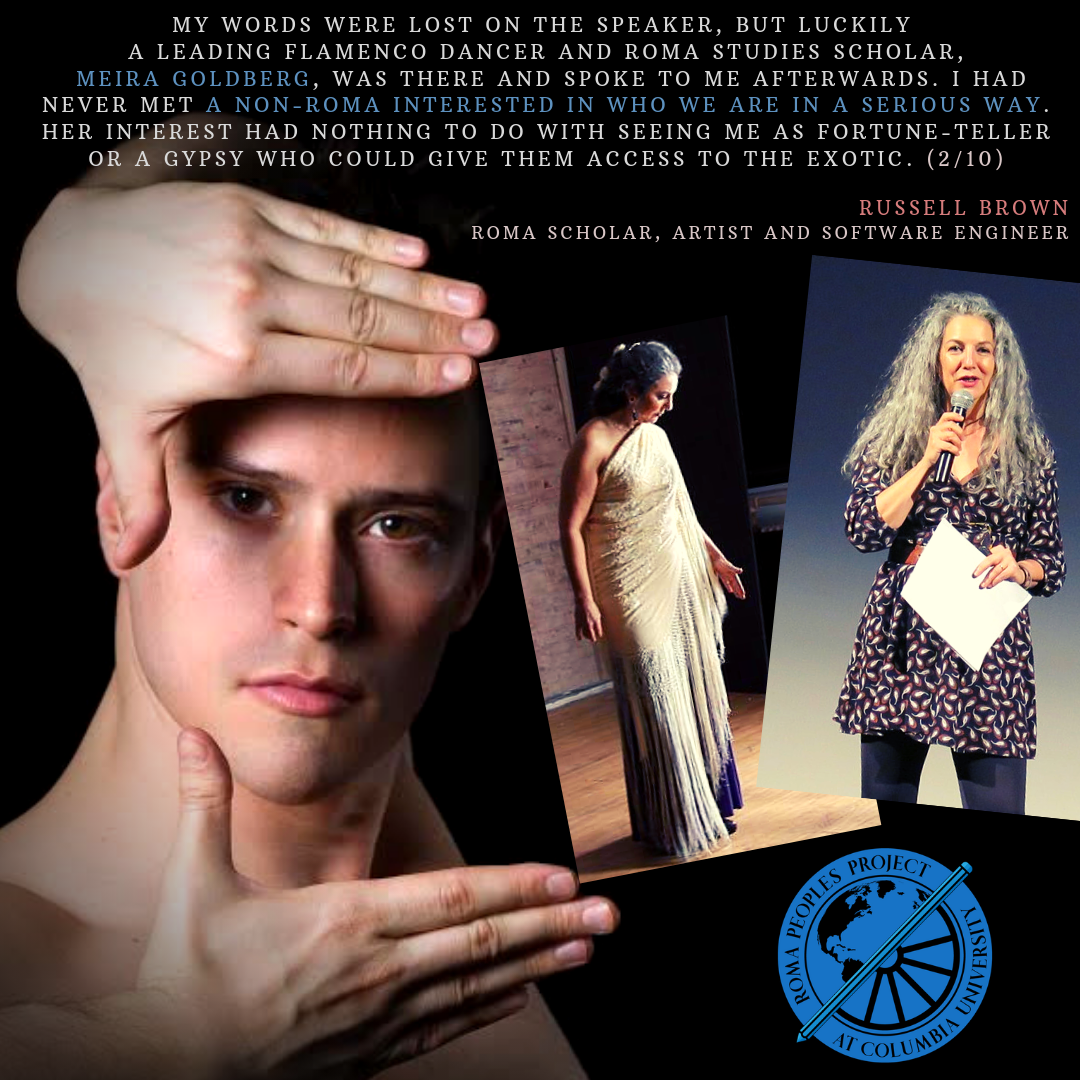 MY WORDS WERE LOST ON THE SPEAKER, BUT LUCKILY
A LEADING FLAMENCO DANCER AND ROMA STUDIES SCHOLAR,
MEIRA GOLDBERG, WAS THERE AND SPOKE TO ME AFTERWARDS. I HAD
NEVER MET A NON-ROMA INTERESTED IN WHO WE ARE IN A SERIOUS WAY.
HER INTEREST HAD NOTHING TO DO WITH SEEING ME AS FORTUNE-TELLER
OR A GYPSY WHO COULD GIVE THEM ACCESS TO THE EXOTIC. (2/10)
RUSSELL BROWN
ROMA SCHOLAR, ARTIST AND SOFTWARE ENGINEER
ROMA PEOPLES PROJECT
AT COLUMBIA UNIVERSITY